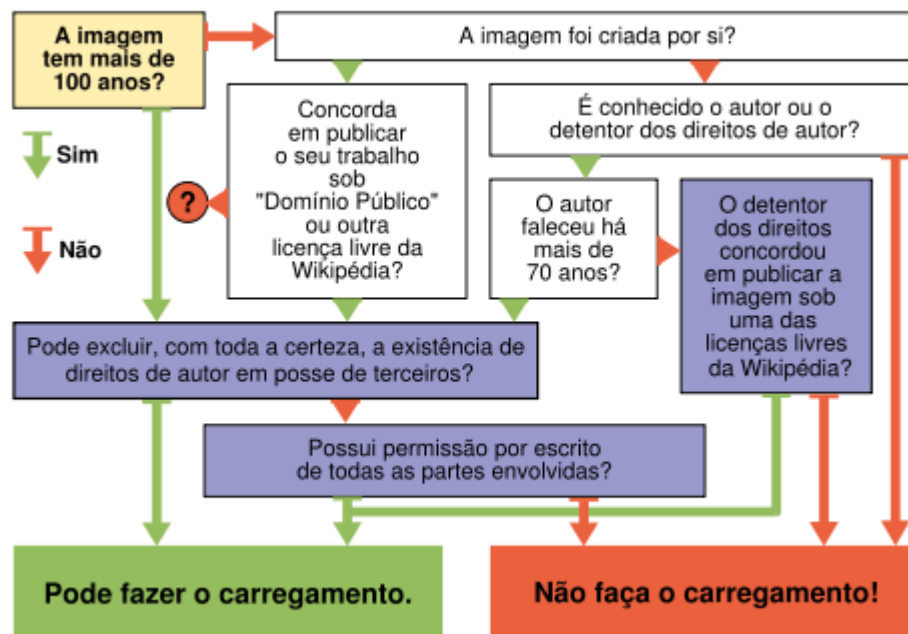 A imagem
tem mais de
100 anos?
A imagem foi criada por si?
Sim
Não
Concorda
em publicar
o seu trabalho
sob
"Domínio Público"
ou outra
licença livre da
Wikipédia?
?
É conhecido o autor ou o
detentor dos direitos de autor?
O autor
faleceu há
mais de
70 anos?
O detentor
dos direitos
concordou
em publicar a
imagem sob
uma das
licenças livres
da Wikipédia?
Pode excluir, com toda a certeza, a existência de
direitos de autor em posse de terceiros?
Possui permissão por escrito
de todas as partes envolvidas?
Pode fazer o carregamento.
Não faça o carregamento!